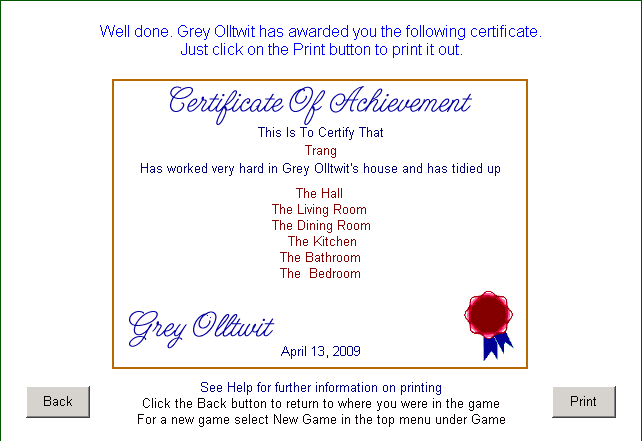 Well done. Grey Olltwit has awarded you the following certificate.
Just click on the Print button to print it out.
Certificate Of Achievement
This Is To Certify That
Trang
Has worked very hard in Grey Olltwit's house and has tidied up
The Hall
The Living Room
The Dining Room
The Kitchen
The Bathroom
The Bedroom
Grey Olltwit
April 13, 2009
See Help for further information on printing
Back
Click the Back button to return to where you were in the game
Print
For a new game select New Game in the top menu under Game